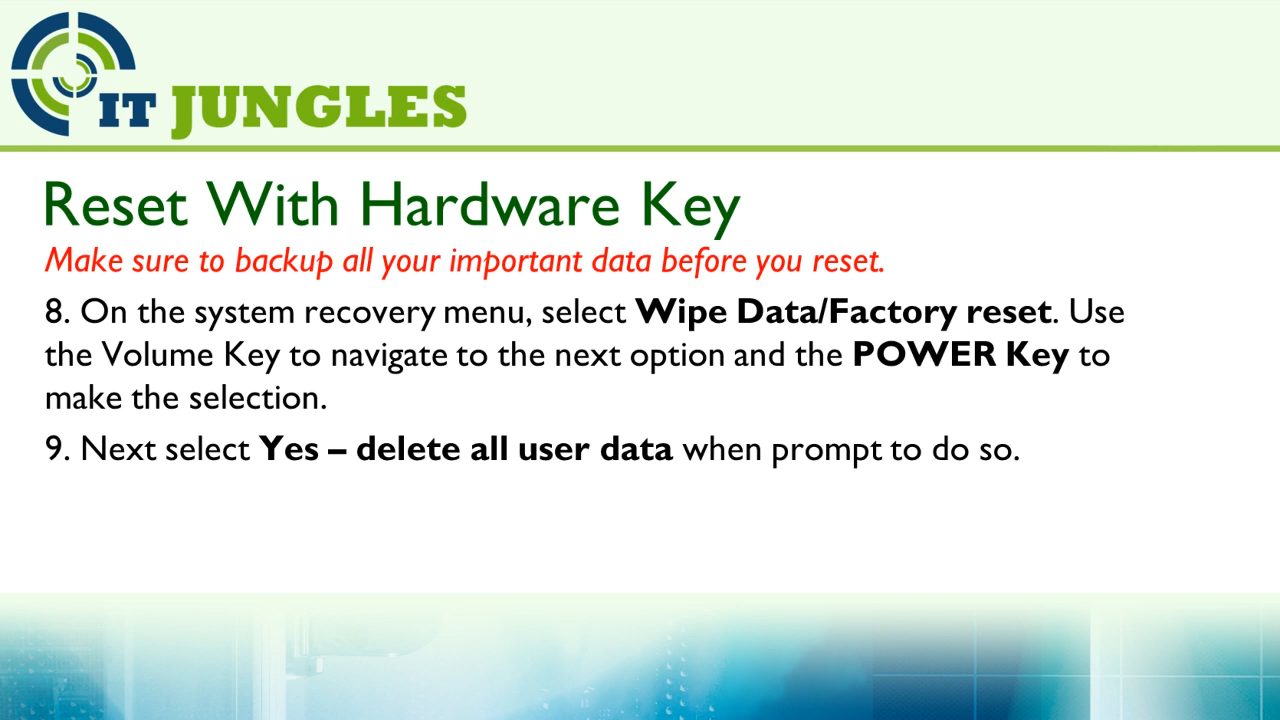 IT JUNGLES
Reset With Hardware Key
Make sure to backup all your important data before you reset.
8. On the system recovery menu, select Wipe Data/Factory reset. Use
the Volume Key to navigate to the next option and the POWER Key to
make the selection.
9. Next select Yes – delete all user data when prompt to do so.